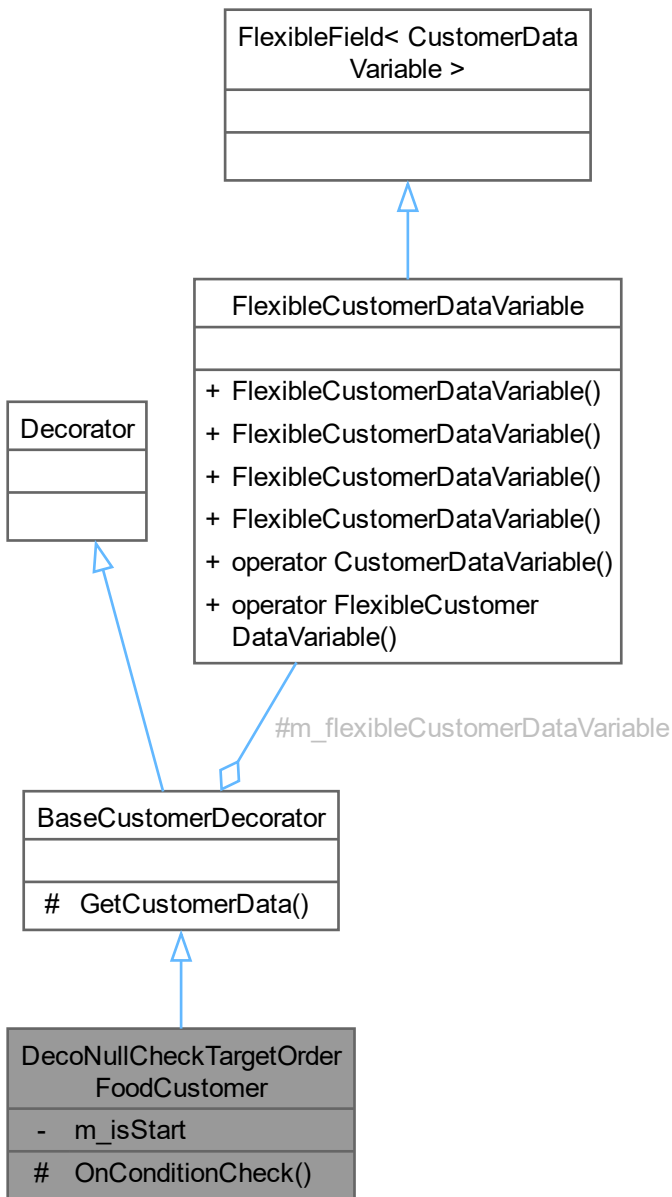 FlexibleField< CustomerData
Variable >
FlexibleCustomerDataVariable
+ FlexibleCustomerDataVariable()
+ FlexibleCustomerDataVariable()
+ FlexibleCustomerDataVariable()
+ FlexibleCustomerDataVariable()
+ operator CustomerDataVariable()
+ operator FlexibleCustomer
DataVariable()
Decorator
#m_flexibleCustomerDataVariable
BaseCustomerDecorator
# GetCustomerData()
DecoNullCheckTargetOrder
FoodCustomer
- m_isStart
# OnConditionCheck()